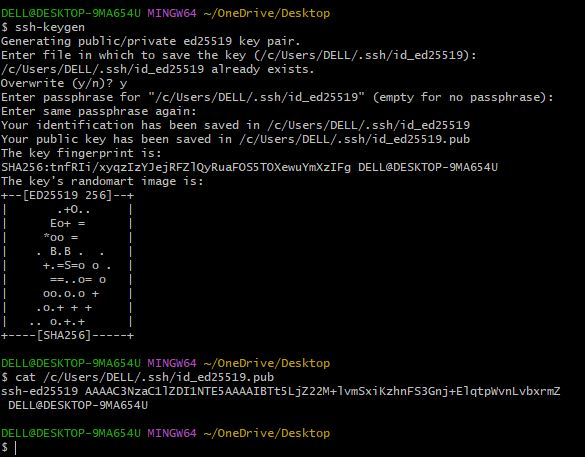 DELL@DESKTOP-9MA654U MINGW64 ~/OneDrive/Desktop
$ ssh-keygen
Generating public/private ed25519 key pair.
Enter file in which to save the key (/c/Users/DELL/.ssh/id_ed25519):
/c/Users/DELL/.ssh/id_ed25519 already exists.
Overwrite (y/n)? y
Enter passphrase for "/c/Users/DELL/.ssh/id_ed25519" (empty for no passphrase):
Enter same passphrase again:
Your identification has been saved in /c/Users/DELL/.ssh/id_ed25519
Your public key has been saved in /c/Users/DELL/.ssh/id_ed25519.pub
The key fingerprint is:
SHA256:tnfRIi/xyqzIzYJejRFZlQyRuaFOS5TOXewuYmXzIFg DELL@DESKTOP-9MA654U
The key's randomart image is:
+--[ED25519 256]--+
|       .+O..     |
|      Eo+ =      |
|     *oo =       |
|    . B.B .  .   |
|     +.=S=o o .  |
|      ==..o= o   |
|     oo.o.o +    |
|    .o.+ + +     |
|   .. o.+.+      |
+----[SHA256]-----+
DELL@DESKTOP-9MA654U MINGW64 ~/OneDrive/Desktop
$ cat /c/Users/DELL/.ssh/id_ed25519.pub
ssh-ed25519 AAAAC3NzaC1lZDI1NTE5AAAAIBTt5LjZ22M+lvmSxiKzhnFS3Gnj+ElqtpWvnLvbxrmZ
DELL@DESKTOP-9MA654U
DELL@DESKTOP-9MA654U MINGW64 ~/OneDrive/Desktop
$